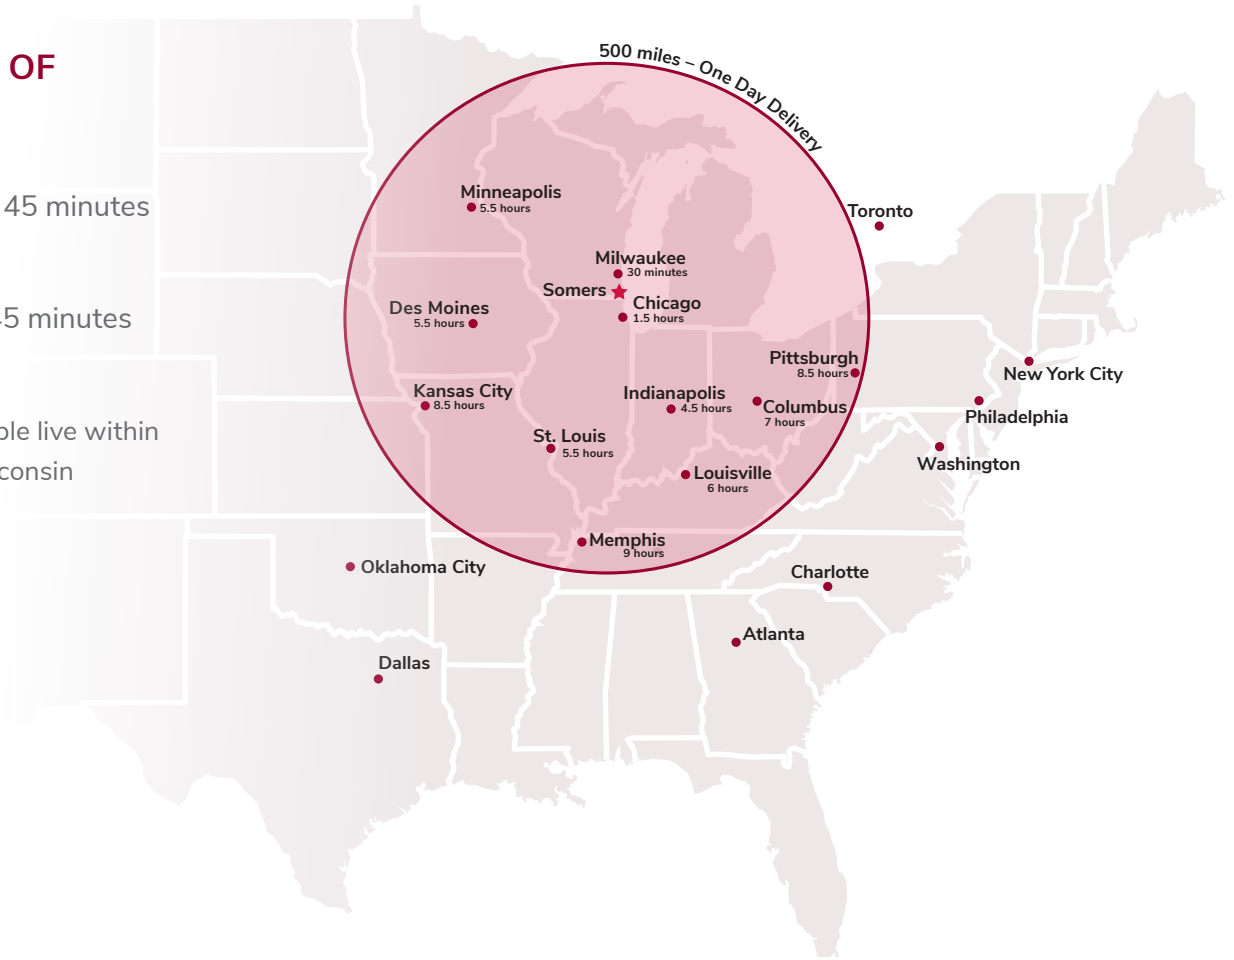 OF
45 minutes
45 minutes
ple live within
consin
500 miles – One Day Delivery
Minneapolis
5.5 hours
Toronto
Milwaukee
30 minutes
Somers
Chicago
1.5 hours
Des Moines
5.5 hours
Pittsburgh
8.5 hours
New York City
Kansas City
8.5 hours
Indianapolis
4.5 hours
Columbus
7 hours
Philadelphia
St. Louis
5.5 hours
Washington
Louisville
6 hours
Memphis
9 hours
Oklahoma City
Charlotte
Atlanta
Dallas